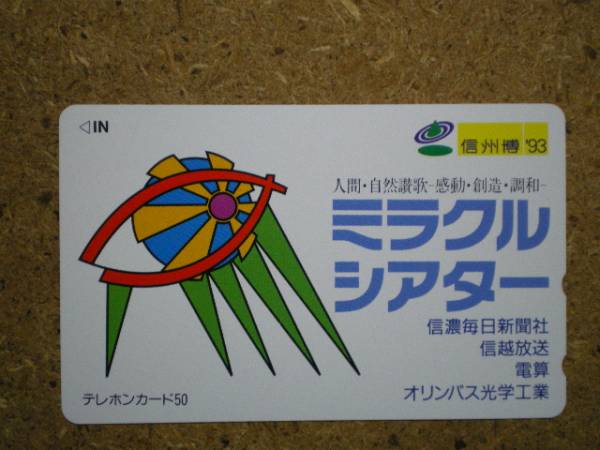 ◁IN
信州博 '93
人間・自然讃歌-感動・創造・調和-
ミラクル
シアター
信濃毎日新聞社
信越放送
電算
オリンパス光学工業
テレホンカード50